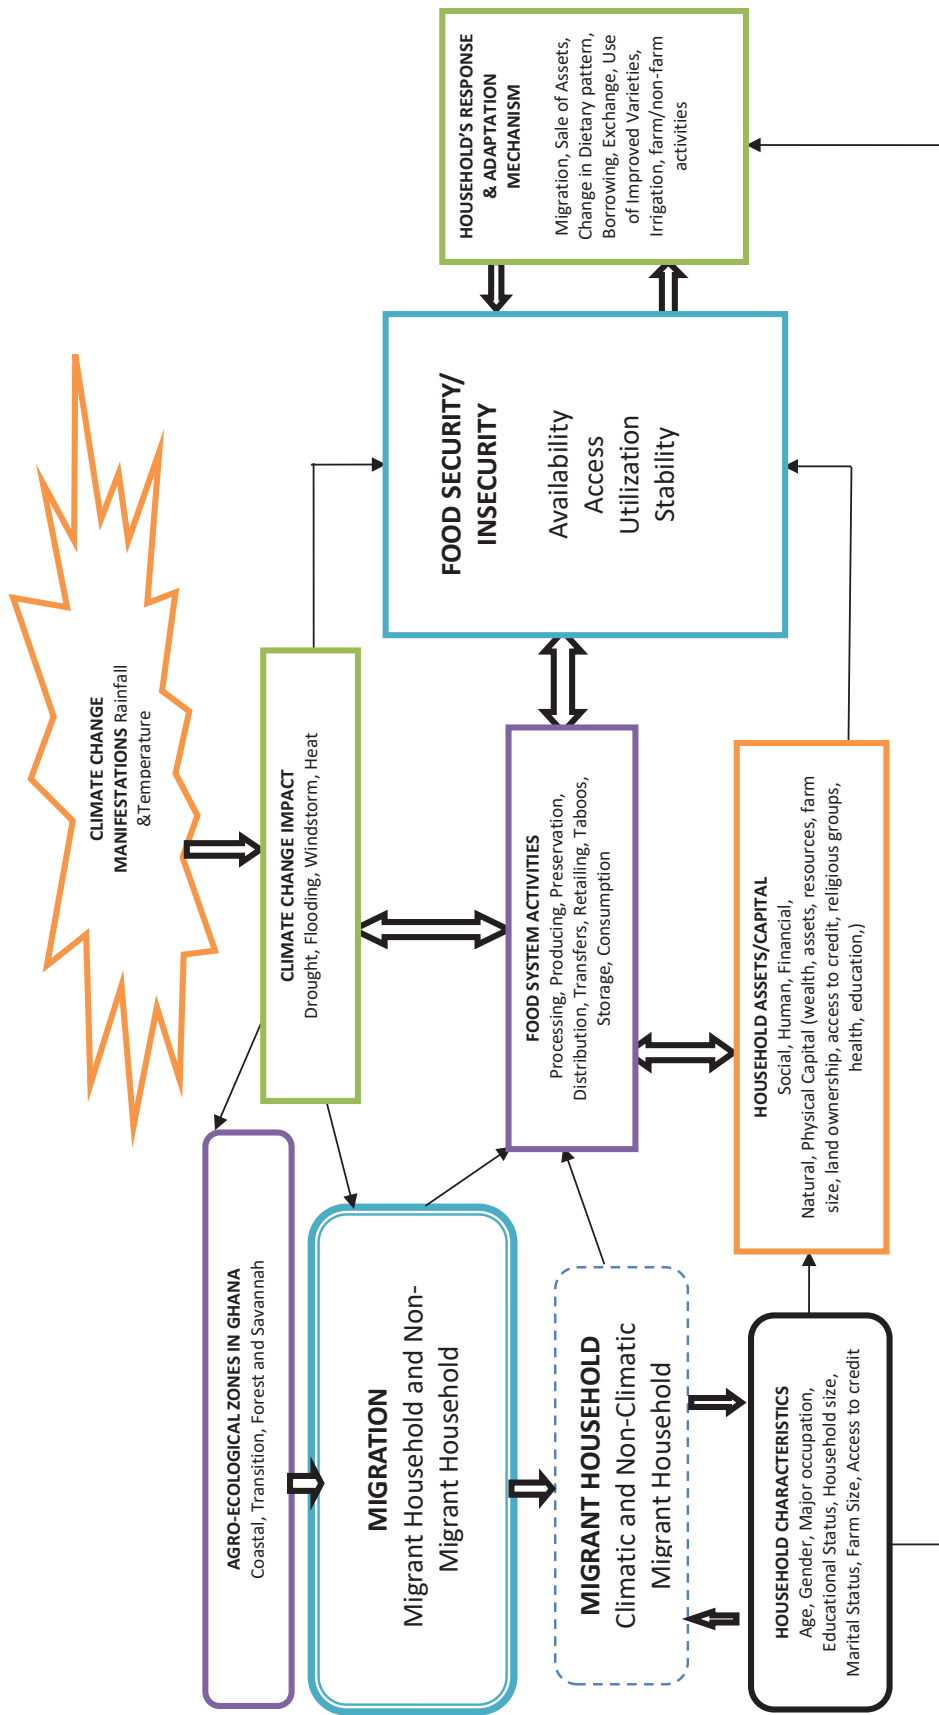 CLIMATE CHANGE
MANIFESTATIONS Rainfall
&Temperature
AGRO-ECOLOGICAL ZONES IN GHANA
Coastal, Transition, Forest and Savannah
CLIMATE CHANGE IMPACT
Drought, Flooding, Windstorm, Heat
MIGRATION
Migrant Household and Non-
Migrant Household
FOOD SYSTEM ACTIVITIES
Processing, Producing, Preservation,
Distribution, Transfers, Retailing, Taboos,
Storage, Consumption
FOOD SECURITY/
INSECURITY
Availability
Access
Utilization
Stability
HOUSEHOLD'S RESPONSE
& ADAPTATION
MECHANISM
Migration, Sale of Assets,
Change in Dietary pattern,
Borrowing, Exchange, Use
of Improved Varieties,
Irrigation, farm/non-farm
activities
MIGRANT HOUSEHOLD
Climatic and Non-Climatic
Migrant Household
HOUSEHOLD CHARACTERISTICS
Age, Gender, Major occupation,
Educational Status, Household size,
Marital Status, Farm Size, Access to credit
HOUSEHOLD ASSETS/CAPITAL
Social, Human, Financial,
Natural, Physical Capital (wealth, assets, resources, farm
size, land ownership, access to credit, religious groups,
health, education,)